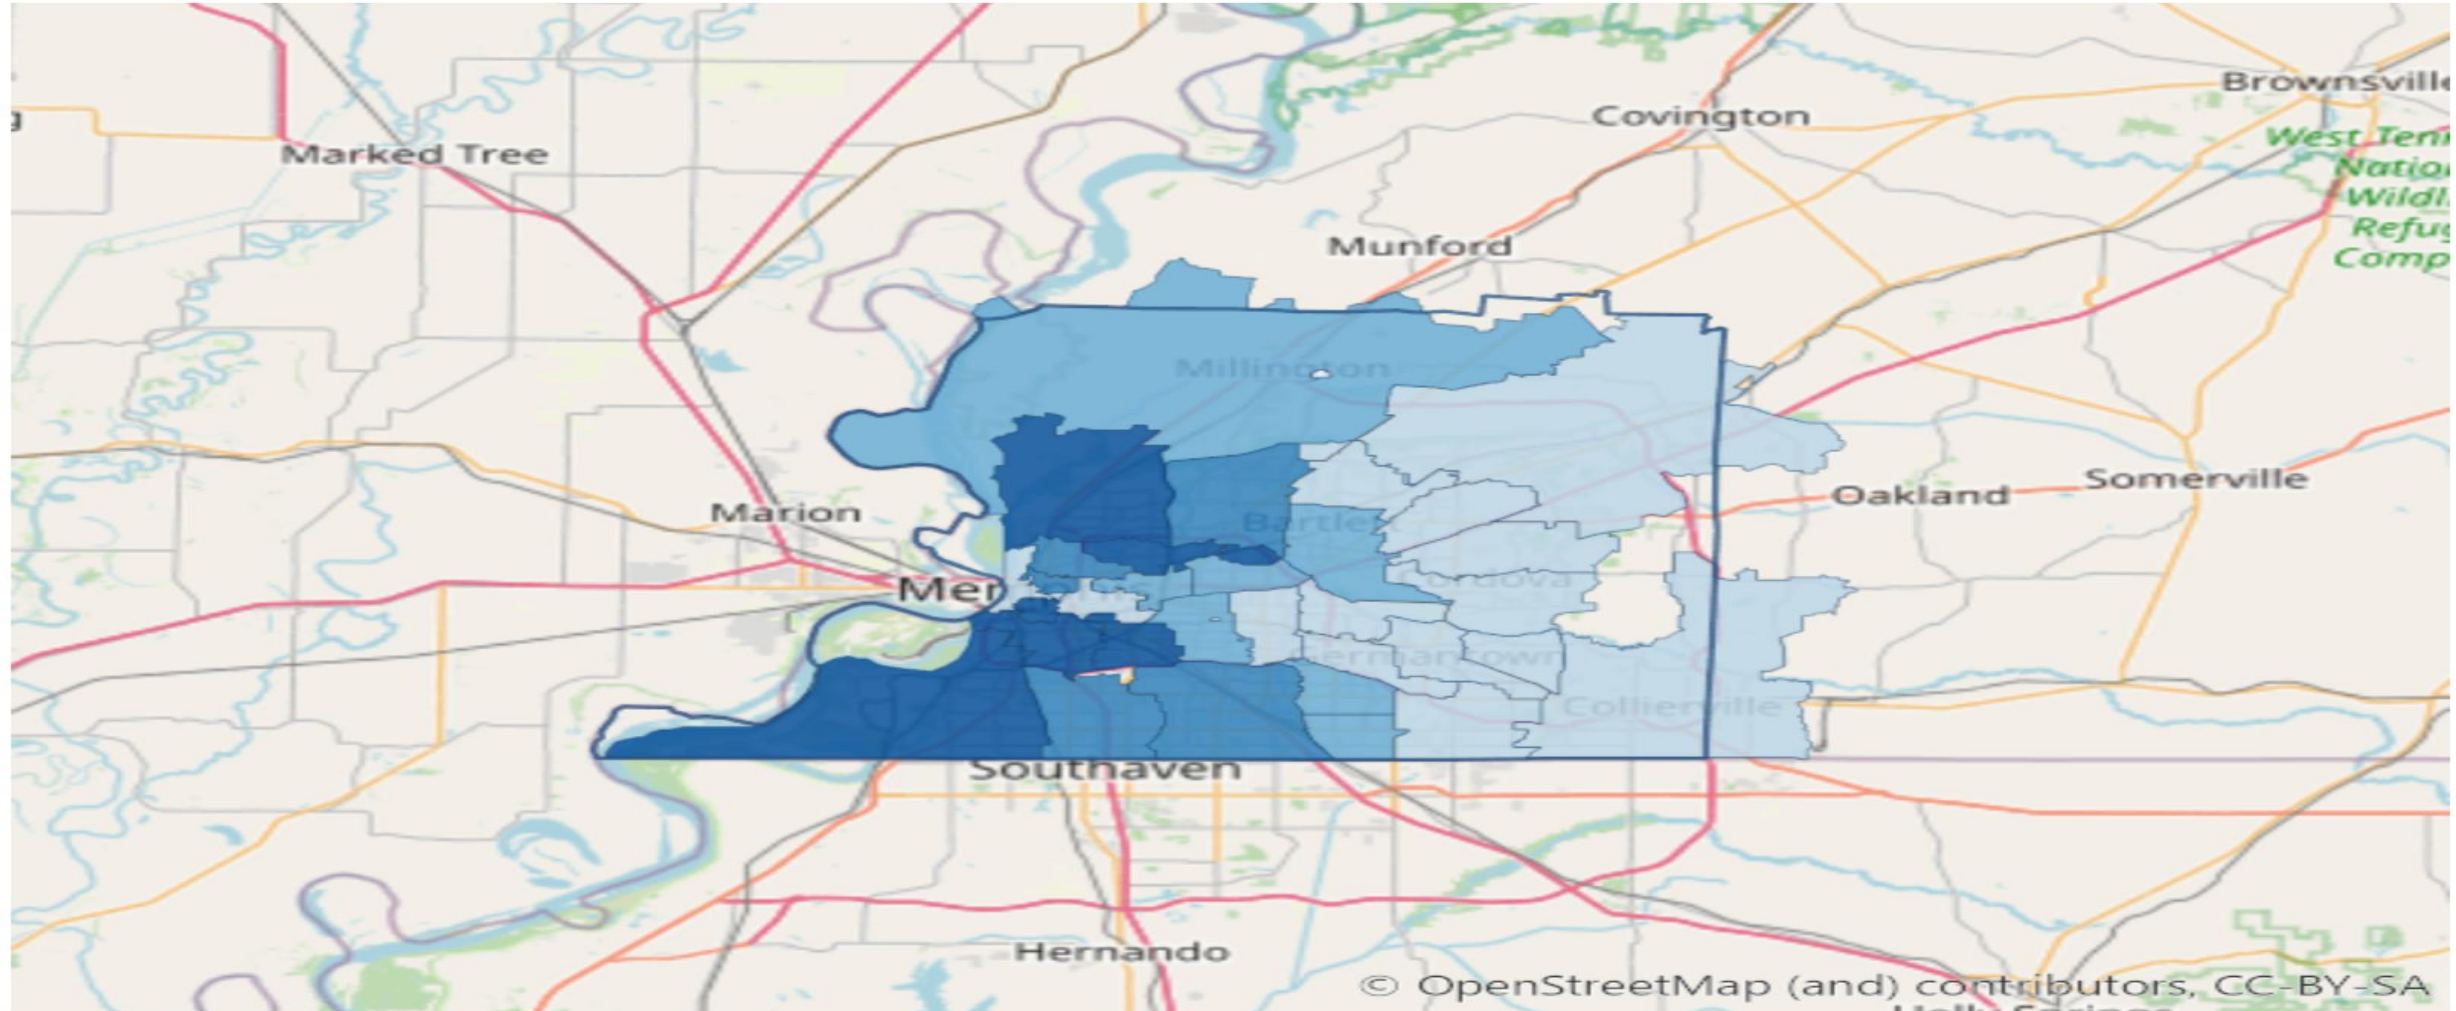 Brownsville
Covington
Marked Tree
West Tenn
Natio
Wildl
Refug
Comp
Munford
Millington
Somerville
Oakland
Marion
Bartlett
Cordova
Mer
Germantown
Collierville
Southaven
Hernando
© OpenStreetMap (and) contributors, CC-BY-SA